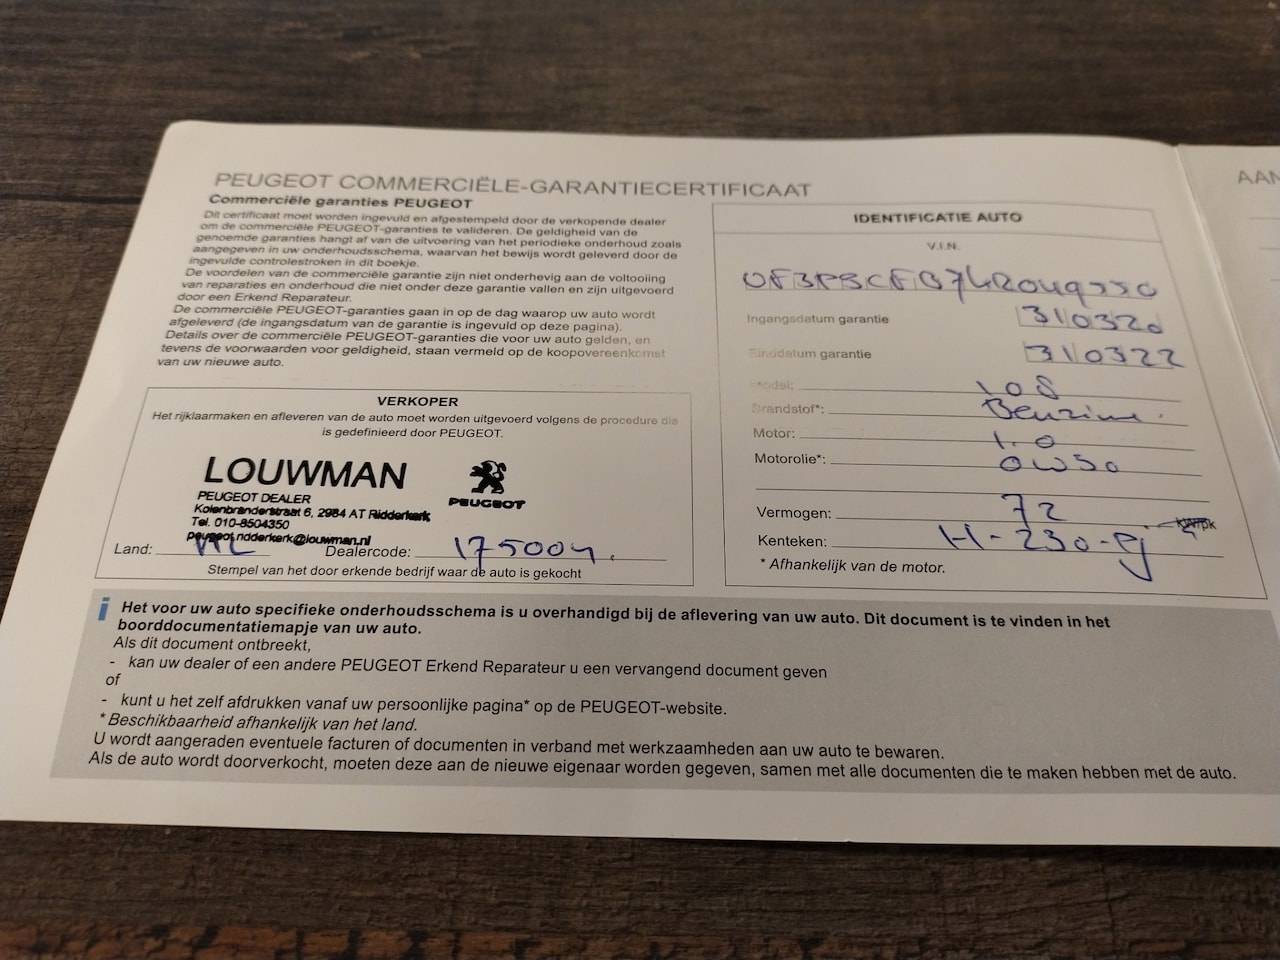 PEUGEOT COMMERCIËLE-GARANTIECERTIFICAAT
Commerciële garanties PEUGEOT
Dit certificaat moet worden ingevuld en afgestempeld door de verkopende dealer
om de commerciële PEUGEOT-garanties te valideren. De geldigheid van de
genoemde garanties hangt af van de uitvoering van het periodieke onderhoud zoals
aangegeven in uw onderhoudsschema, waarvan het bewijs wordt geleverd door de
ingevulde controlestroken in dit boekje.
De voordelen van de commerciële garantie zijn niet onderhevig aan de voltooiing
van reparaties en onderhoud die niet onder deze garantie vallen en zijn uitgevoerd
door een Erkend Reparateur.
De commerciële PEUGEOT-garanties gaan in op de dag waarop uw auto wordt
afgeleverd (de ingangsdatum van de garantie is ingevuld op deze pagina).
Details over de commerciële PEUGEOT-garanties die voor uw auto gelden, en
tevens de voorwaarden voor geldigheid, staan vermeld op de koopovereenkomst
van uw nieuwe auto.
VERKOPER
Het rijklaarmaken en afleveren van de auto moet worden uitgevoerd volgens de procedure die
is gedefinieerd door PEUGEOT.
LOUWMAN
PEUGEOT DEALER
Kolenbranderstraat 6, 2984 AT Ridderkerk
Tel. 010-8504350
peugeot.ridderkerk@louwman.nl
PEUGEOT
Land: NL Dealercode: 175004
Stempel van het door erkende bedrijf waar de auto is gekocht
IDENTIFICATIE AUTO
V.I.N.
Ingangsdatum garantie 310320
Einddatum garantie 310322
Model: 108
Brandstof*: Benzine
Motor: 1.0
Motorolie*: 0W30
Vermogen: 72 kW/pk
Kenteken: H-230-PJ
* Afhankelijk van de motor.
i Het voor uw auto specifieke onderhoudsschema is u overhandigd bij de aflevering van uw auto. Dit document is te vinden in het
boorddocumentatiemapje van uw auto.
Als dit document ontbreekt,
- kan uw dealer of een andere PEUGEOT Erkend Reparateur u een vervangend document geven
of
- kunt u het zelf afdrukken vanaf uw persoonlijke pagina* op de PEUGEOT-website.
* Beschikbaarheid afhankelijk van het land.
U wordt aangeraden eventuele facturen of documenten in verband met werkzaamheden aan uw auto te bewaren.
Als de auto wordt doorverkocht, moeten deze aan de nieuwe eigenaar worden gegeven, samen met alle documenten die te maken hebben met de auto.
AAN